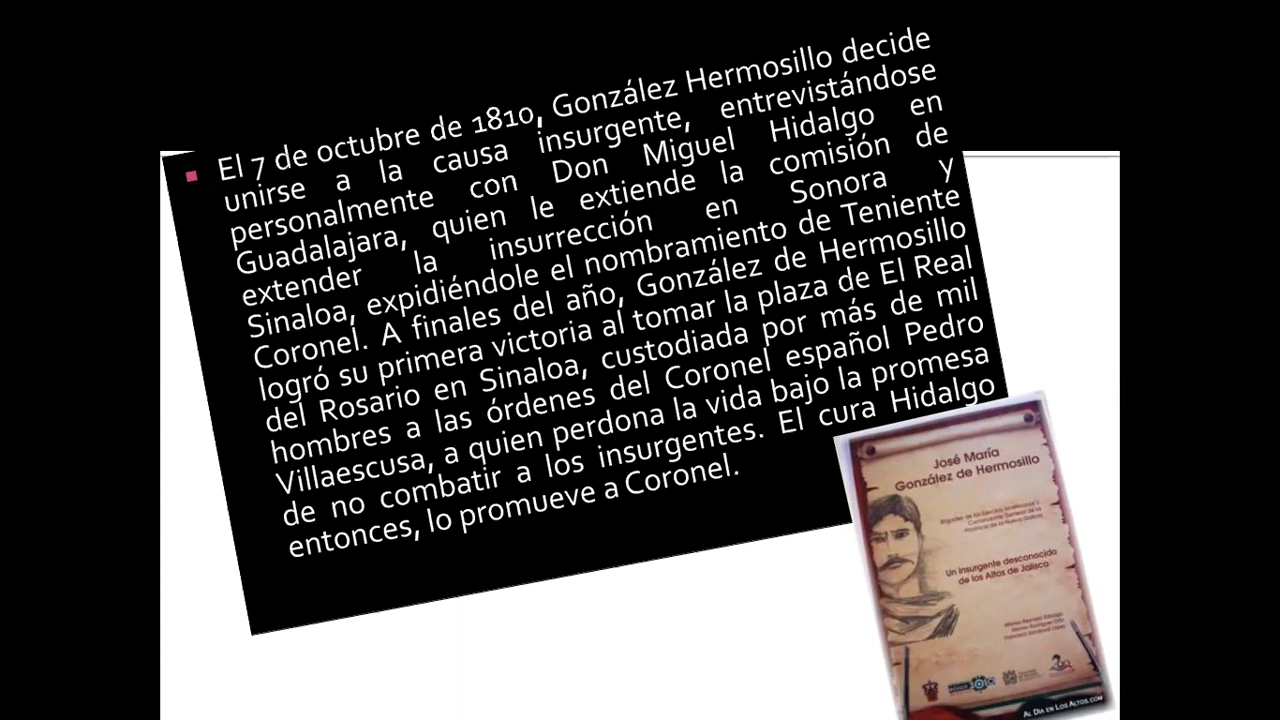 El 7 de octubre de 1810, González Hermosillo decide
unirse a la causa insurgente, entrevistándose
personalmente con Don Miguel Hidalgo en
Guadalajara, quien le extiende la comisión de
extender la insurrección en Sonora y
Sinaloa, expidiéndole el nombramiento de Teniente
Coronel. A finales del año, González de Hermosillo
logró su primera victoria al tomar la plaza de El Real
del Rosario en Sinaloa, custodiada por más de mil
hombres a las órdenes del Coronel español Pedro
Villaescusa, a quien perdona la vida bajo la promesa
de no combatir a los insurgentes. El cura Hidalgo
entonces, lo promueve a Coronel.
José María
González de Hermosillo
Comandante General de la
Un insurgente desconocido
de los Altos de Jalisco
AL DÍA EN LOS ALTOS.COM